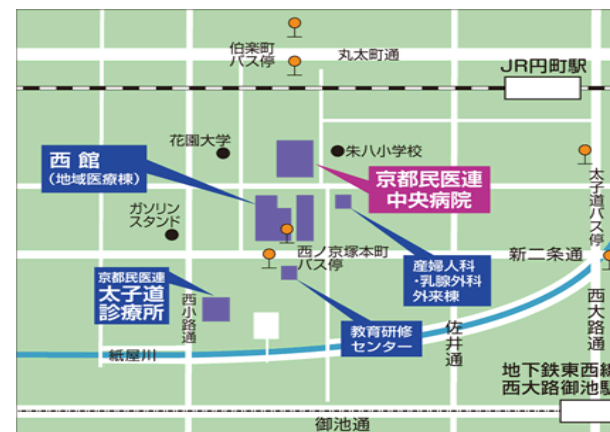 伯楽町
バス停
丸太町通
JR円町駅
花園大学
朱八小学校
西館
(地域医療棟)
京都民医連
中央病院
太子道バス停
ガソリン
スタンド
西ノ京塚本町
バス停
新二条通
産婦人科
・乳腺外科
外来棟
京都民医連
太子道
診療所
西小路通
教育研修
センター
佐井通
西大路通
紙屋川
地下鉄東西線
西大路御池駅
御池通